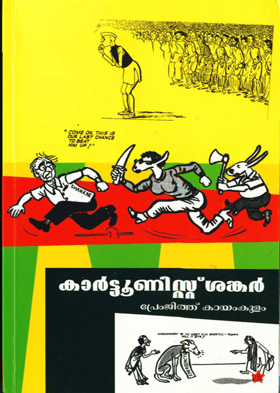 "COME ON THIS IS
OUR LAST CHANCE
TO BEAT
HIM UP!"
SHANKAR
കാർട്ടൂണിസ്റ്റ് ശങ്കർ
പ്രേംജിത്ത് കായംകുളം